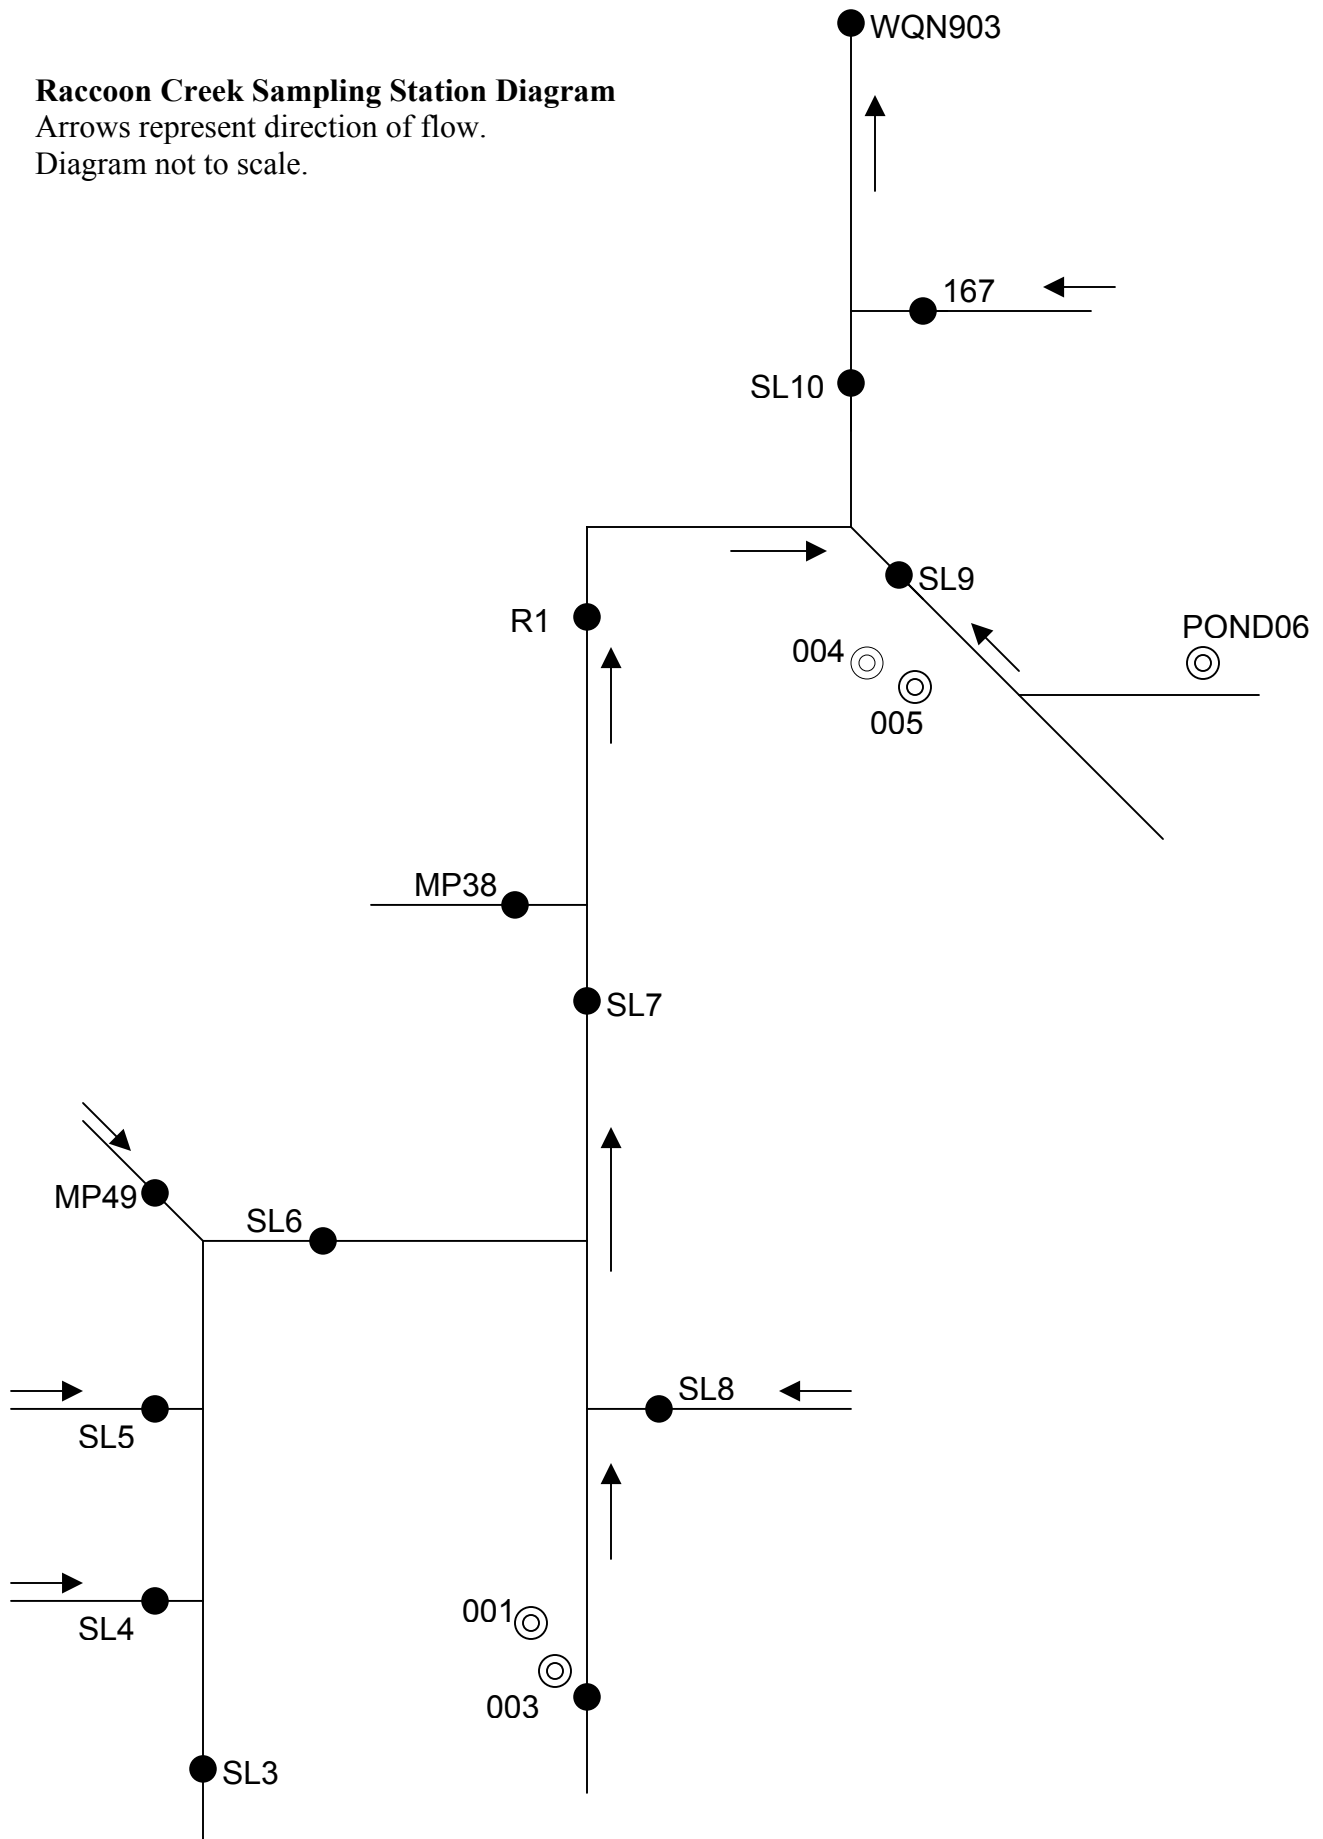 WQN903
Raccoon Creek Sampling Station Diagram
Arrows represent direction of flow.
Diagram not to scale.
167
SL10
SL9
R1
POND06
004
005
MP38
SL7
MP49
SL6
SL8
SL5
001
SL4
003
SL3